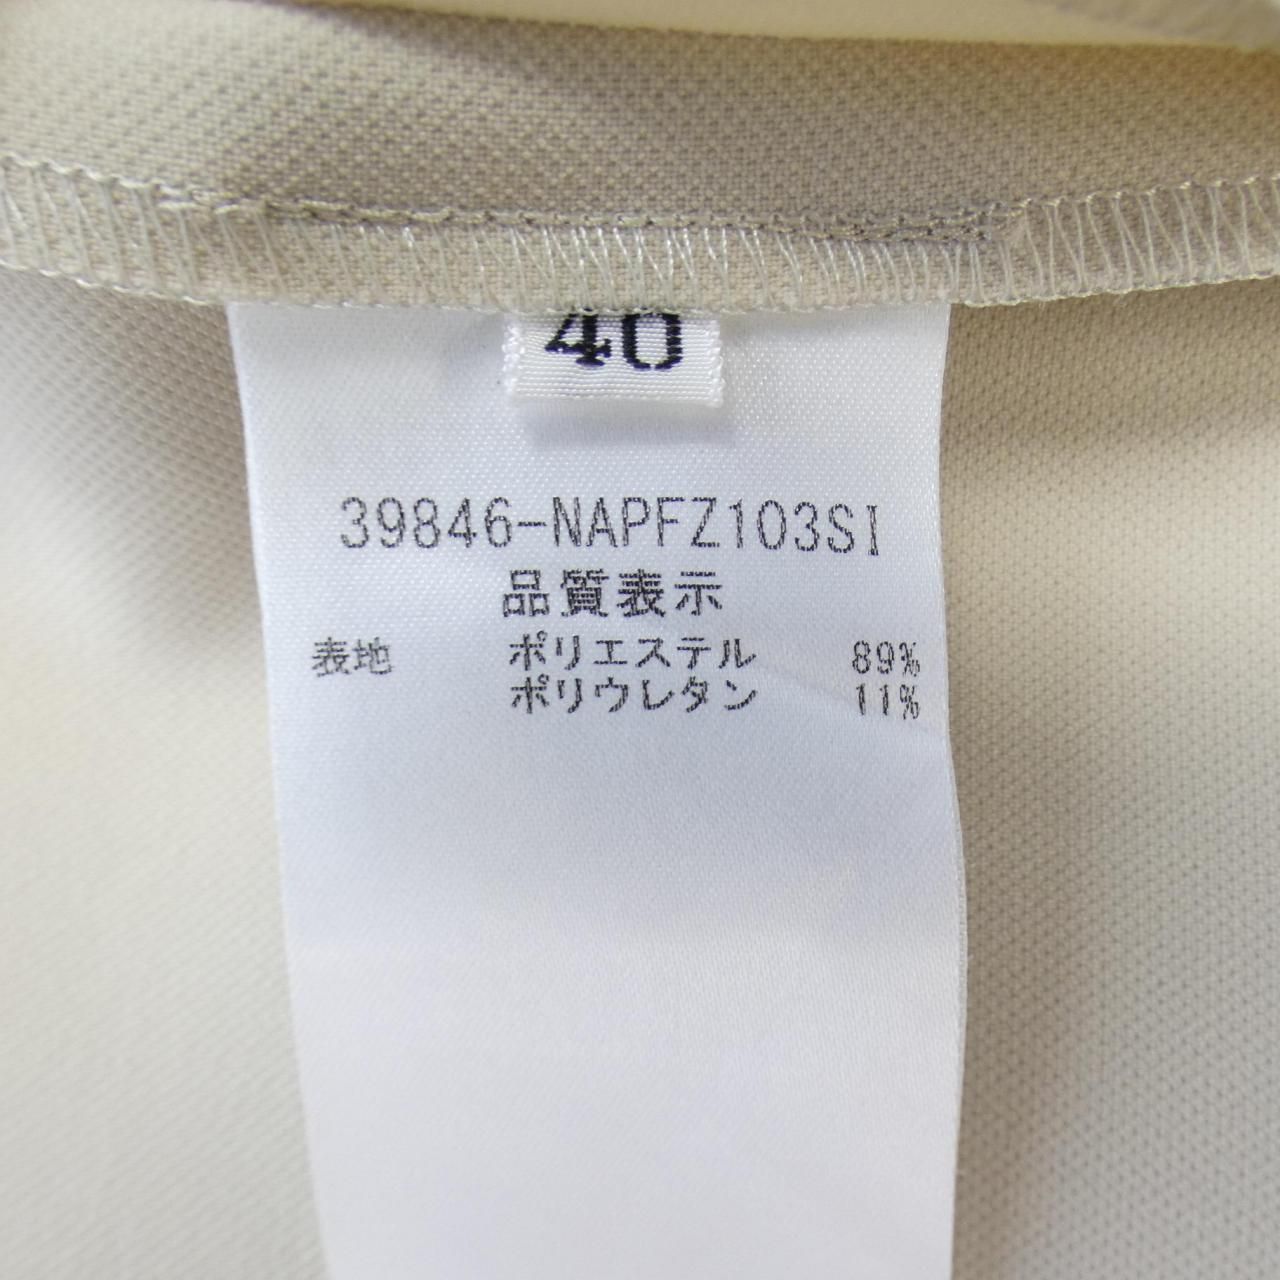 40
39846-NAPFZ103SI
品質表示
表地 ポリエステル 89%
ポリウレタン 11%